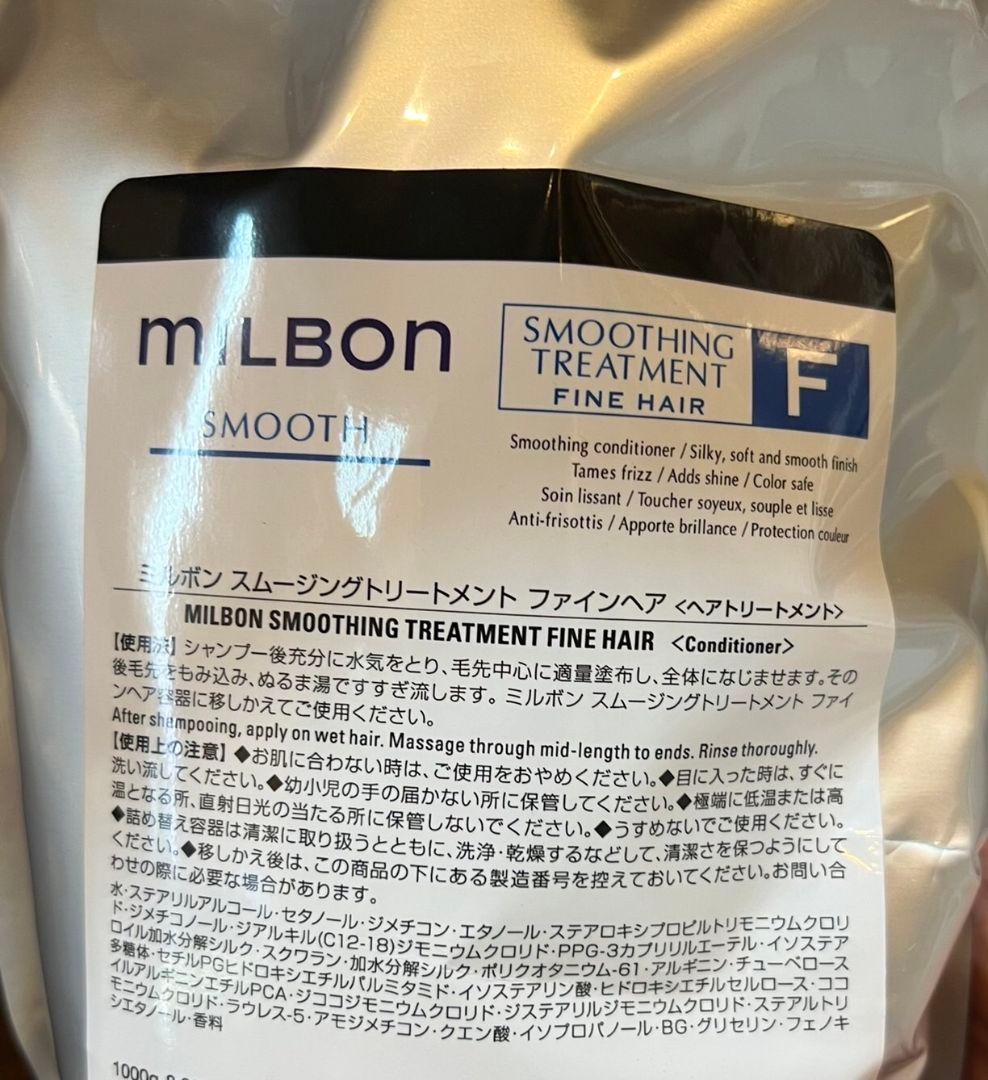 MILBON
SMOOTH
SMOOTHING
TREATMENT
FINE HAIR
F
Smoothing conditioner / Silky, soft and smooth finish
Tames frizz / Adds shine / Color safe
Soin lissant / Toucher soyeux, souple et lisse
Anti-frisottis / Apporte brillance / Protection couleur
ミルボン スムージングトリートメント ファインヘア <ヘアトリートメント>
MILBON SMOOTHING TREATMENT FINE HAIR <Conditioner>
【使用法】シャンプー後充分に水気をとり、毛先中心に適量塗布し、全体になじませます。その
後毛先をもみ込み、ぬるま湯ですすぎ流します。ミルボン スムージングトリートメント ファイ
ンヘア容器に移しかえてご使用ください。
After shampooing, apply on wet hair. Massage through mid-length to ends. Rinse thoroughly.
【使用上の注意】◆お肌に合わない時は、ご使用をおやめください。◆目に入った時は、すぐに
洗い流してください。◆幼小児の手の届かない所に保管してください。◆極端に低温または高
温となる所、直射日光の当たる所に保管しないでください。◆うすめないでご使用ください。
◆詰め替え容器は清潔に取り扱うとともに、洗浄・乾燥するなどして、清潔さを保つようにして
ください。◆移しかえ後は、この商品の下にある製造番号を控えておいてください。お問い合
わせの際に必要な場合があります。
水・ステアリルアルコール・セタノール・ジメチコン・エタノール・ステアロキシプロピルトリモニウムクロリ
ド・ジメチコノール・ジアルキル(C12-18)ジモニウムクロリド・PPG-3カプリリルエーテル・イソステア
ロイル加水分解シルク・スクワラン・加水分解シルク・ポリクオタニウム-61・アルギニン・チューベロース
多糖体・セチルPGヒドロキシエチルパルミタミド・イソステアリン酸・ヒドロキシエチルセルロース・ココ
イルアルギニンエチルPCA・ジココジモニウムクロリド・ジステアリルジモニウムクロリド・ステアルトリ
モニウムクロリド・ラウレス-5・アモジメチコン・クエン酸・イソプロパノール・BG・グリセリン・フェノキ
シエタノール・香料
1000g